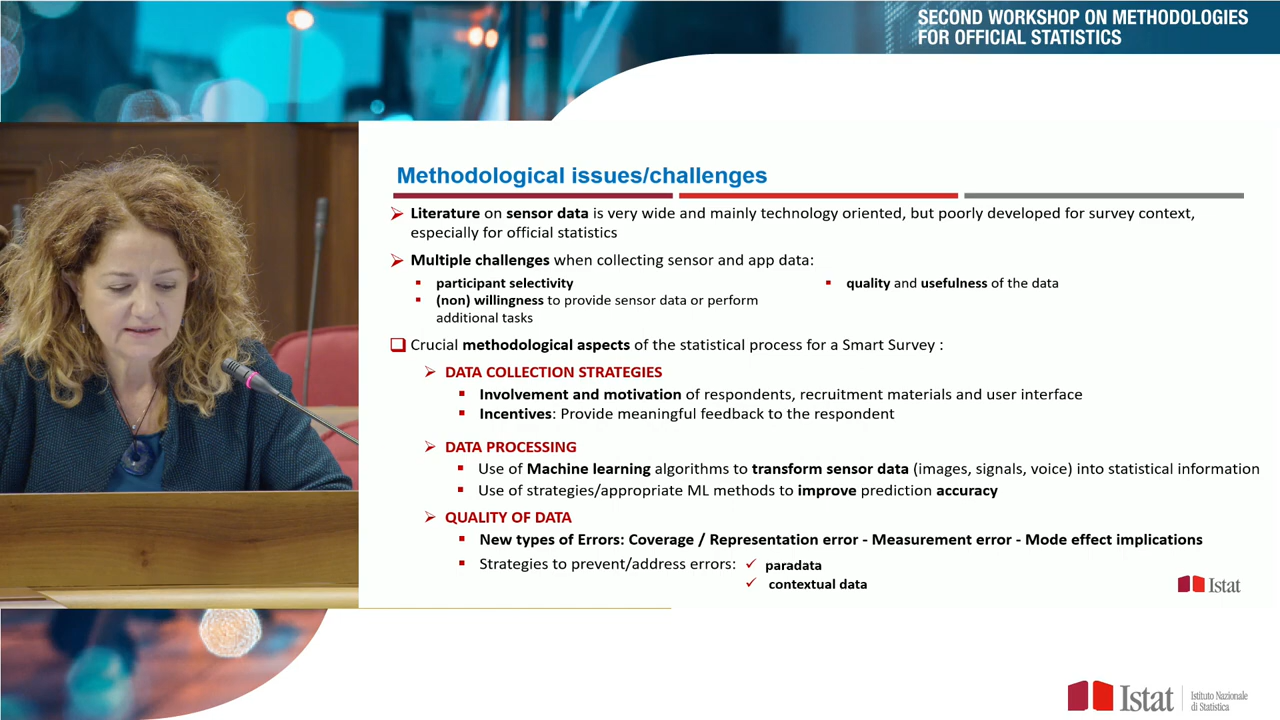 SECOND WORKSHOP ON METHODOLOGIES
FOR OFFICIAL STATISTICS
Methodological issues/challenges
Literature on sensor data is very wide and mainly technology oriented, but poorly developed for survey context,
especially for official statistics
Multiple challenges when collecting sensor and app data:
participant selectivity
(non) willingness to provide sensor data or perform
additional tasks
quality and usefulness of the data
Crucial methodological aspects of the statistical process for a Smart Survey :
DATA COLLECTION STRATEGIES
Involvement and motivation of respondents, recruitment materials and user interface
Incentives: Provide meaningful feedback to the respondent
DATA PROCESSING
Use of Machine learning algorithms to transform sensor data (images, signals, voice) into statistical information
Use of strategies/appropriate ML methods to improve prediction accuracy
QUALITY OF DATA
New types of Errors: Coverage / Representation error - Measurement error - Mode effect implications
Strategies to prevent/address errors: ✓ paradata
✓ contextual data
Istat
Istat
Istituto Nazionale
di Statistica